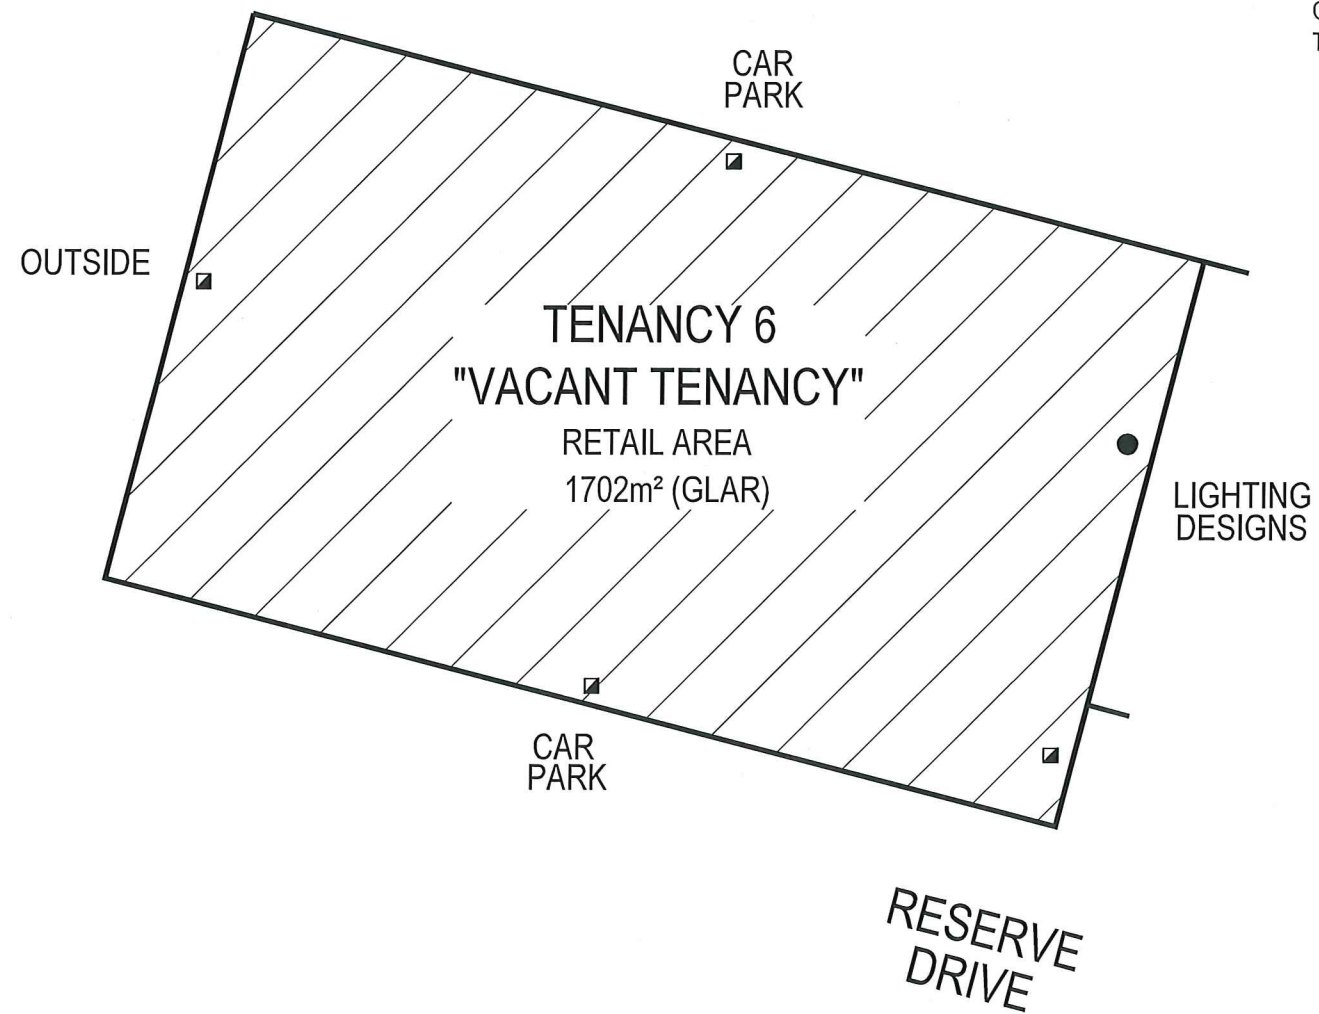 CAR
PARK
OUTSIDE
TENANCY 6
"VACANT TENANCY"
RETAIL AREA
1702m² (GLAR)
LIGHTING
DESIGNS
CAR
PARK
RESERVE
DRIVE